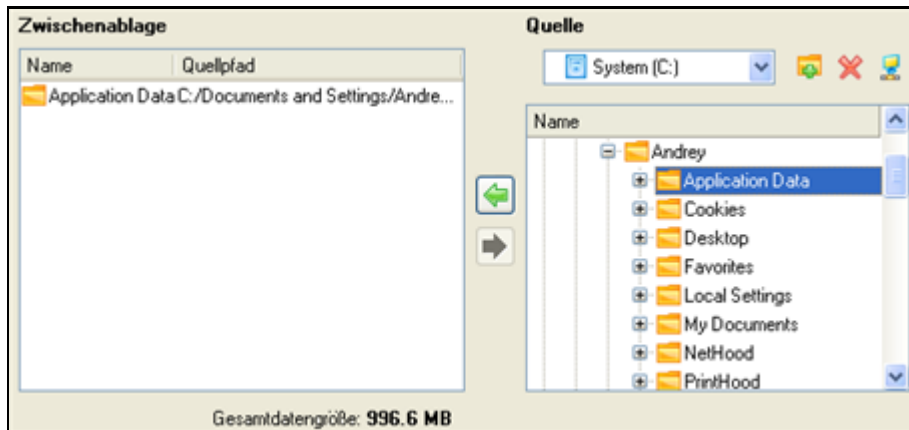 Zwischenablage
Name Quellpfad
Application Data C:/Documents and Settings/Andre...
Gesamtdatengröße: 996.6 MB
Quelle
System (C:)
Name
Andrey
Application Data
Cookies
Desktop
Favorites
Local Settings
My Documents
NetHood
PrintHood